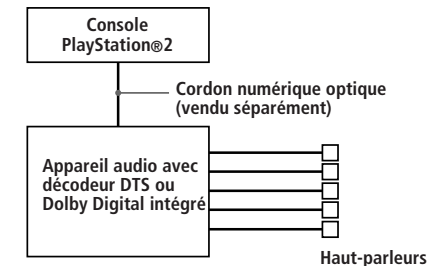 Console
PlayStation®2
Cordon numérique optique
(vendu séparément)
Appareil audio avec
décodeur DTS ou
Dolby Digital intégré
Haut-parleurs